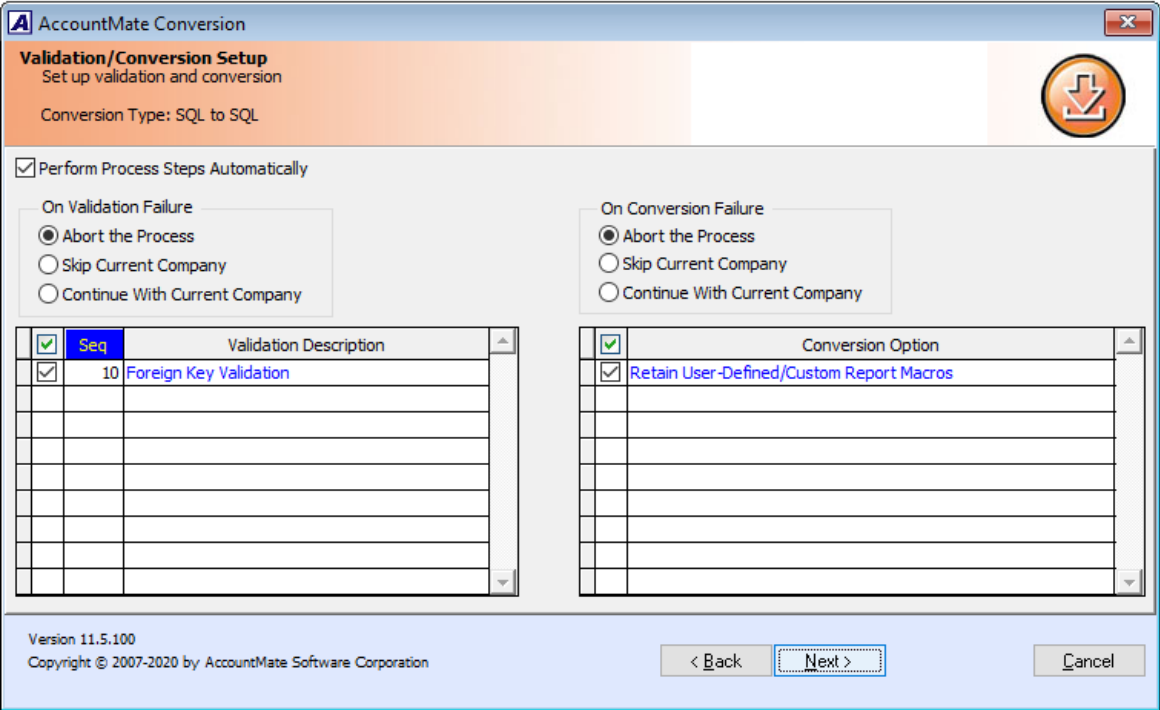 AccountMate Conversion
Validation/Conversion Setup
Set up validation and conversion
Conversion Type: SQL to SQL
Perform Process Steps Automatically
On Validation Failure
Abort the Process
Skip Current Company
Continue With Current Company
On Conversion Failure
Abort the Process
Skip Current Company
Continue With Current Company
Seq Validation Description
10 Foreign Key Validation
Conversion Option
Retain User-Defined/Custom Report Macros
Version 11.5.100
Copyright © 2007-2020 by AccountMate Software Corporation
< Back Next > Cancel